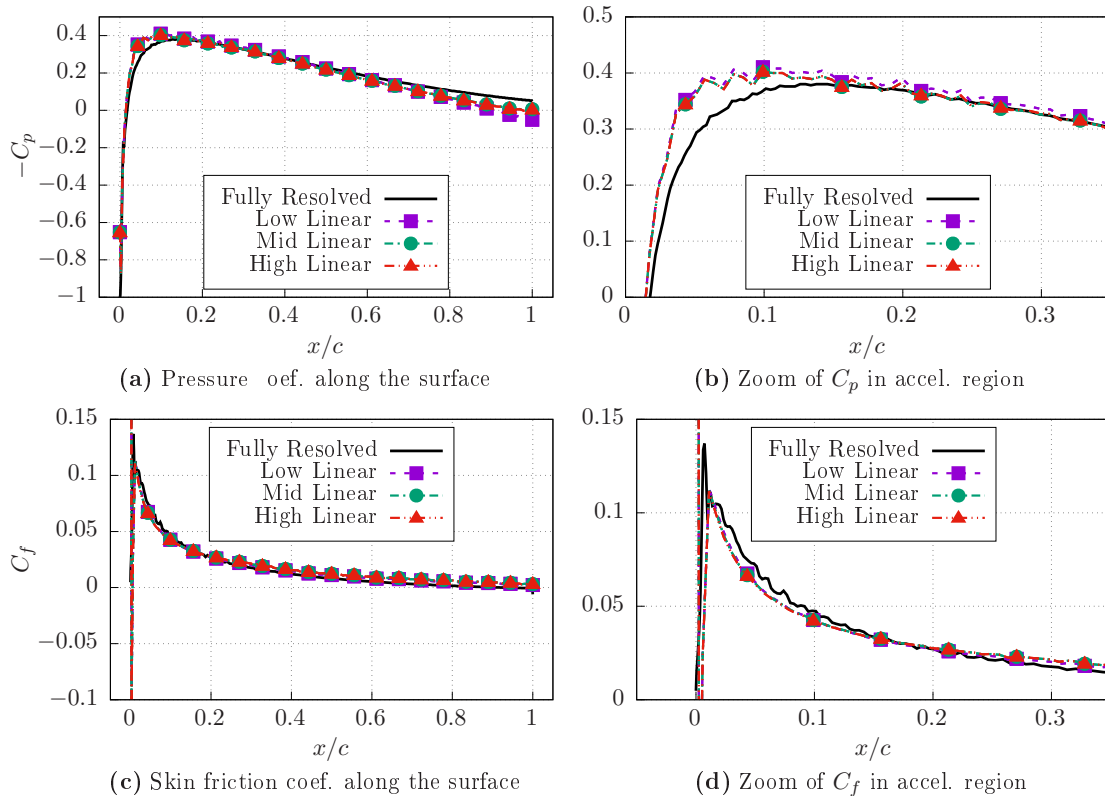 0.4
0.2
0
−0.2
−0.4
−0.6
−0.8
−1
−C_p
Fully Resolved
Low Linear
Mid Linear
High Linear
0 0.2 0.4 0.6 0.8 1
x/c
(a) Pressure oef. along the surface
0.5
0.4
0.3
0.2
0.1
0
Fully Resolved
Low Linear
Mid Linear
High Linear
0 0.1 0.2 0.3
x/c
(b) Zoom of C_p in accel. region
0.15
0.1
0.05
0
−0.05
−0.1
C_f
Fully Resolved
Low Linear
Mid Linear
High Linear
0 0.2 0.4 0.6 0.8 1
x/c
(c) Skin friction coef. along the surface
0.15
0.1
0.05
0
Fully Resolved
Low Linear
Mid Linear
High Linear
0 0.1 0.2 0.3
x/c
(d) Zoom of C_f in accel. region